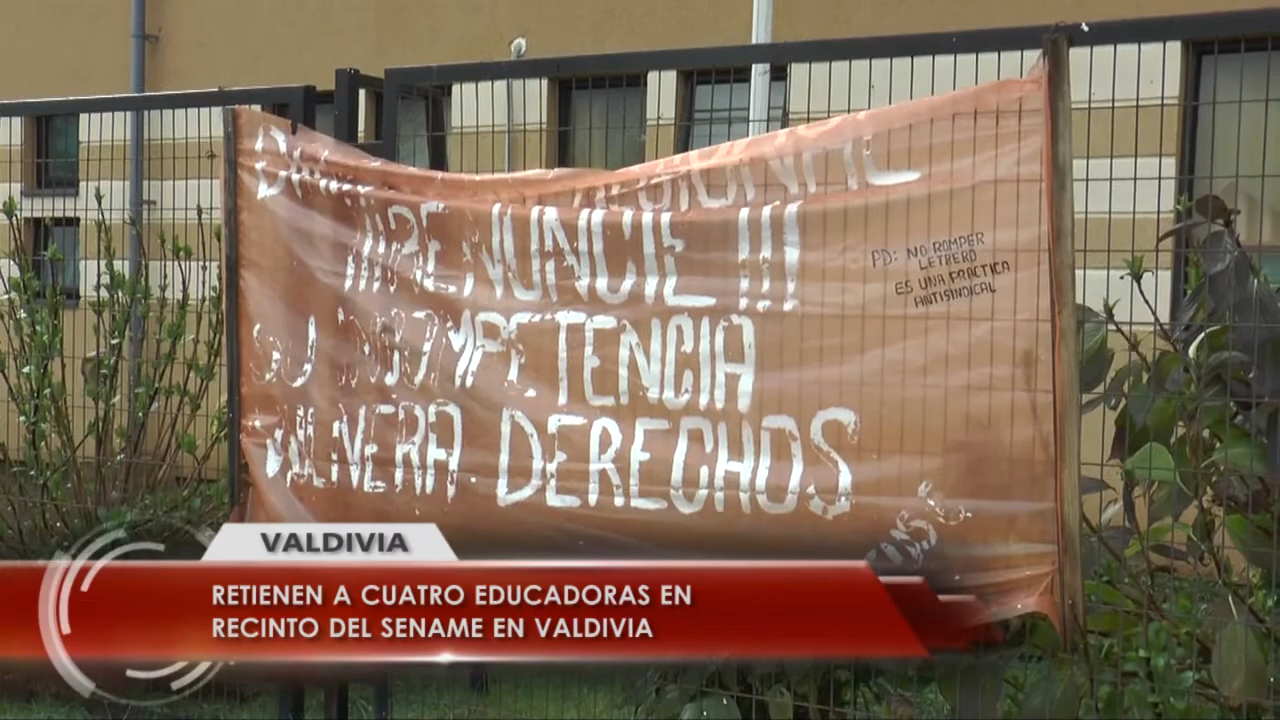 ¡¡¡RENUNCIE!!!
SU INCOMPETENCIA
VULNERA DERECHOS
PD: NO ROMPER
LETRERO
ES UNA PRACTICA
ANTISINDICAL
VALDIVIA
RETIENEN A CUATRO EDUCADORAS EN
RECINTO DEL SENAME EN VALDIVIA